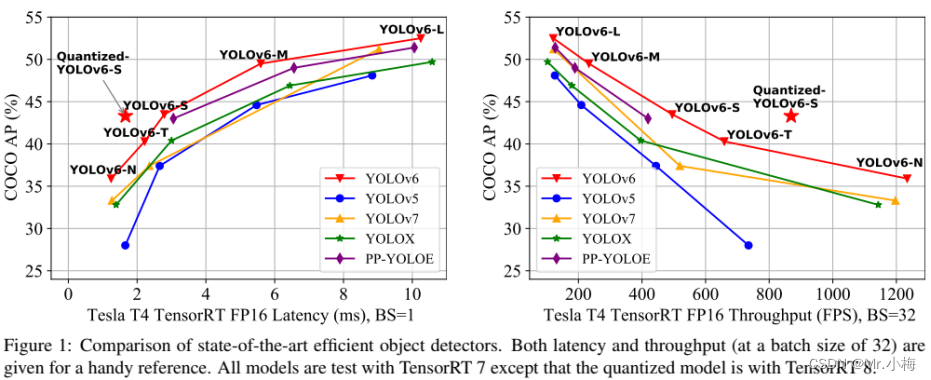 55
50
45
40
35
30
25
COCO AP (%)
0
2
4
6
8
10
Tesla T4 TensorRT FP16 Latency (ms), BS=1
Quantized-
YOLOv6-S
YOLOv6-N
YOLOv6-T
YOLOv6-S
YOLOv6-M
YOLOv6-L
YOLOv6
YOLOv5
YOLOv7
YOLOX
PP-YOLOE
55
50
45
40
35
30
25
COCO AP (%)
200
400
600
800
1000
1200
Tesla T4 TensorRT FP16 Throughput (FPS), BS=32
YOLOv6-L
YOLOv6-M
YOLOv6-S
Quantized-
YOLOv6-S
YOLOv6-T
YOLOv6-N
YOLOv6
YOLOv5
YOLOv7
YOLOX
PP-YOLOE
Figure 1: Comparison of state-of-the-art efficient object detectors. Both latency and throughput (at a batch size of 32) are
given for a handy reference. All models are test with TensorRT 7 except that the quantized model is with TensorRT 8.
CSDN @Mr.小梅